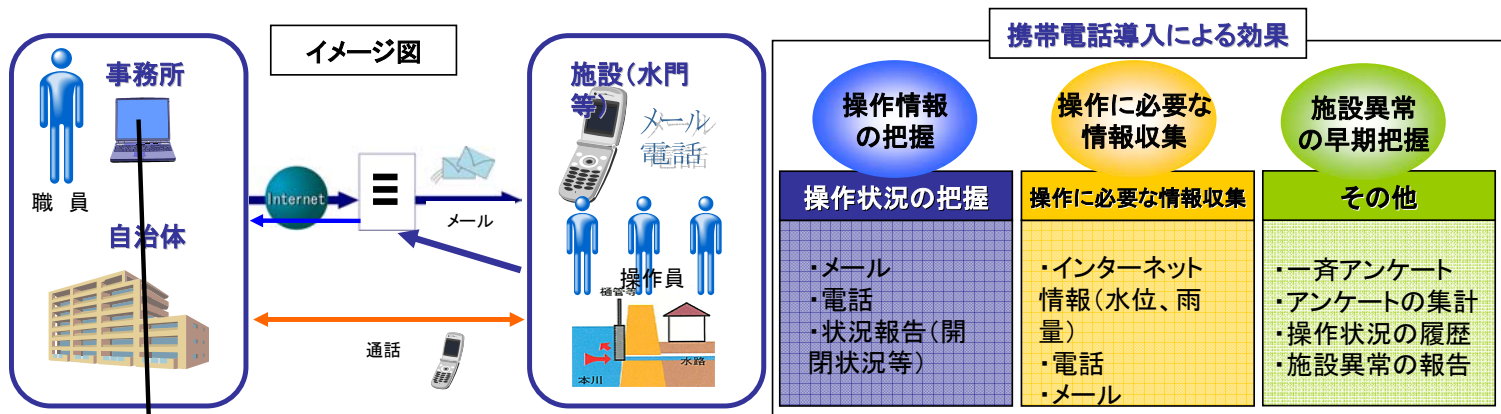 イメージ図
事務所
職 員
自治体
Internet
メール
通話
施設(水門
等)
メール
電話
操作員
樋管等
水路
本川
携帯電話導入による効果
操作情報
の把握
操作状況の把握
・メール
・電話
・状況報告(開
閉状況等)
操作に必要な
情報収集
操作に必要な情報収集
・インターネット
情報(水位、雨
量)
・電話
・メール
施設異常
の早期把握
その他
・一斉アンケート
・アンケートの集計
・操作状況の履歴
・施設異常の報告